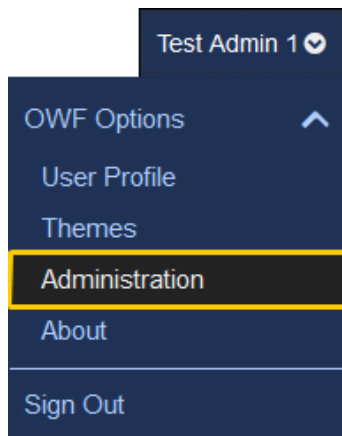 Test Admin 1
OWF Options
User Profile
Themes
Administration
About
Sign Out